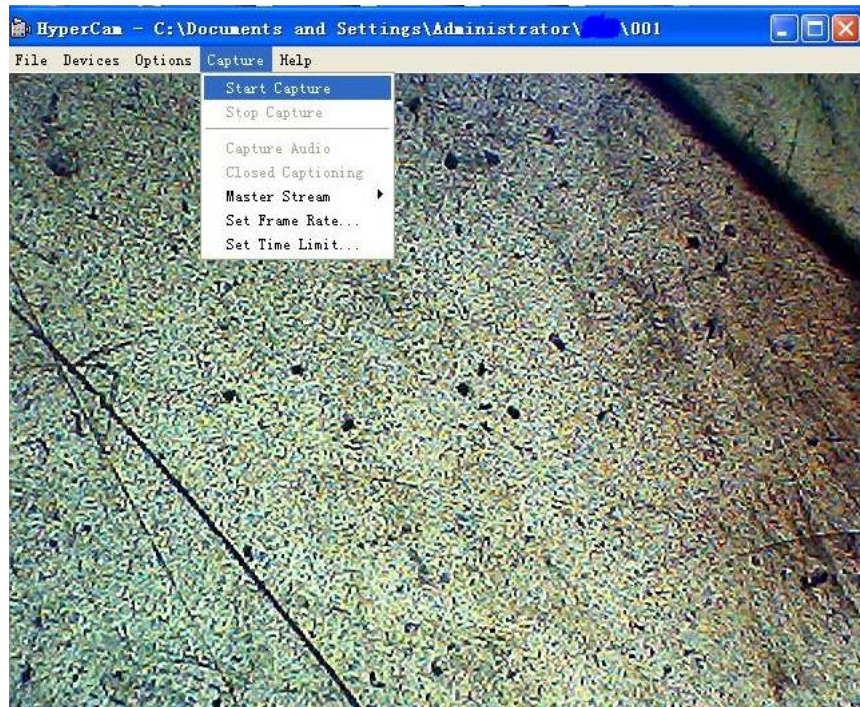 HyperCam - C:\Documents and Settings\Administrator\ \001
File Devices Options Capture Help
Start Capture
Stop Capture
Capture Audio
Closed Captioning
Master Stream
Set Frame Rate...
Set Time Limit...